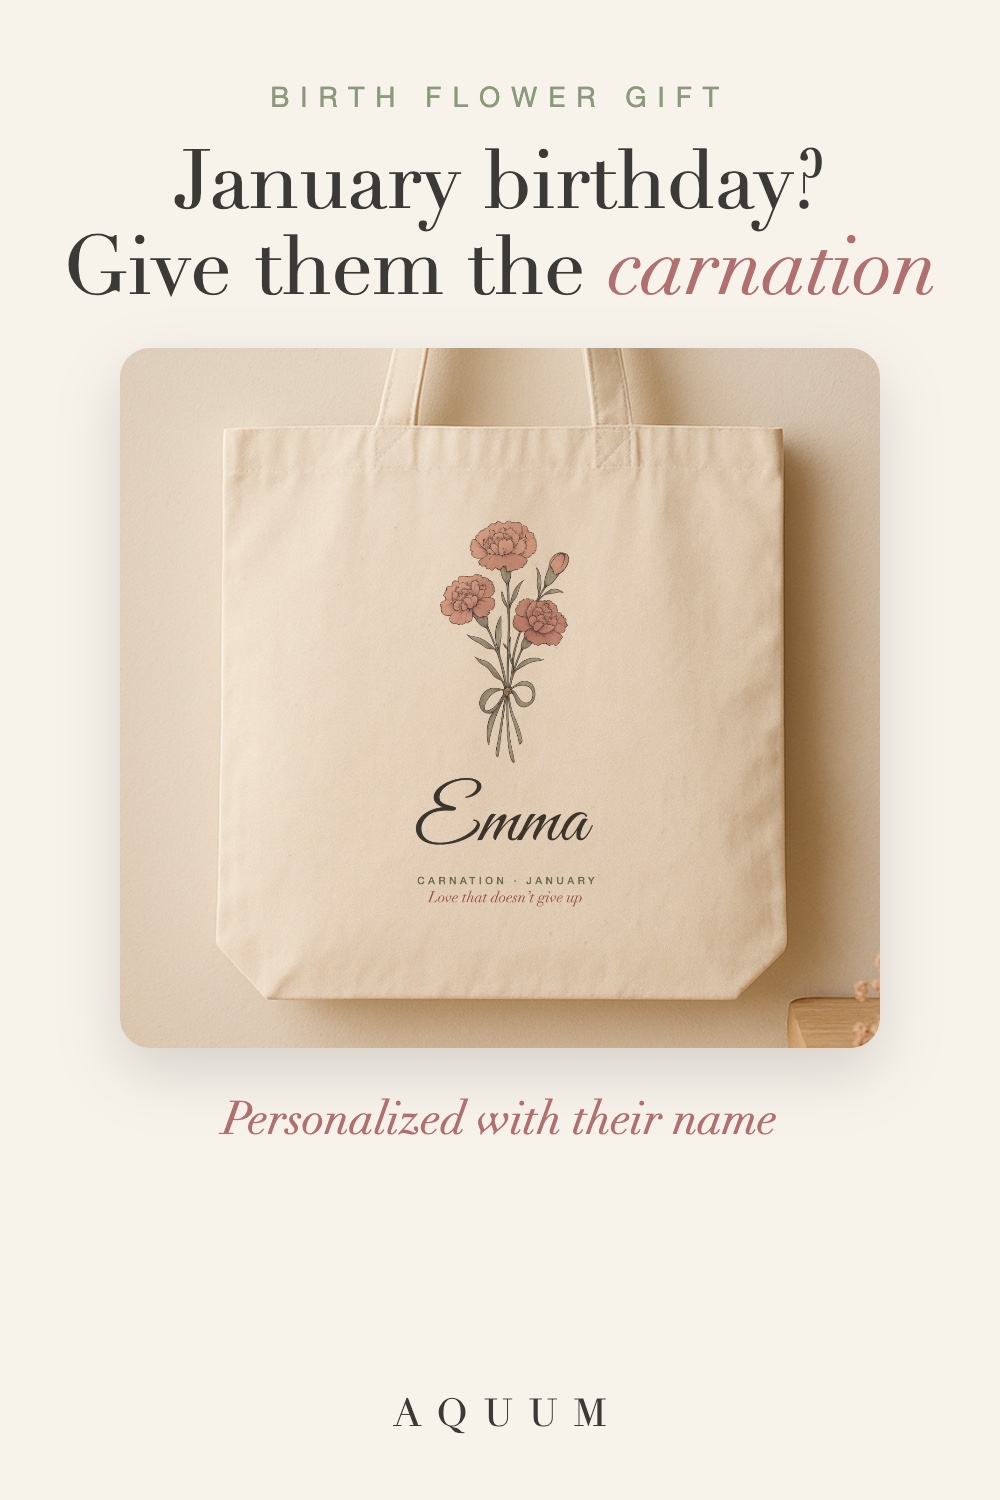 BIRTH FLOWER GIFT
January birthday?
Give them the carnation
Emma
CARNATION · JANUARY
Love that doesn’t give up
Personalized with their name
AQUUM